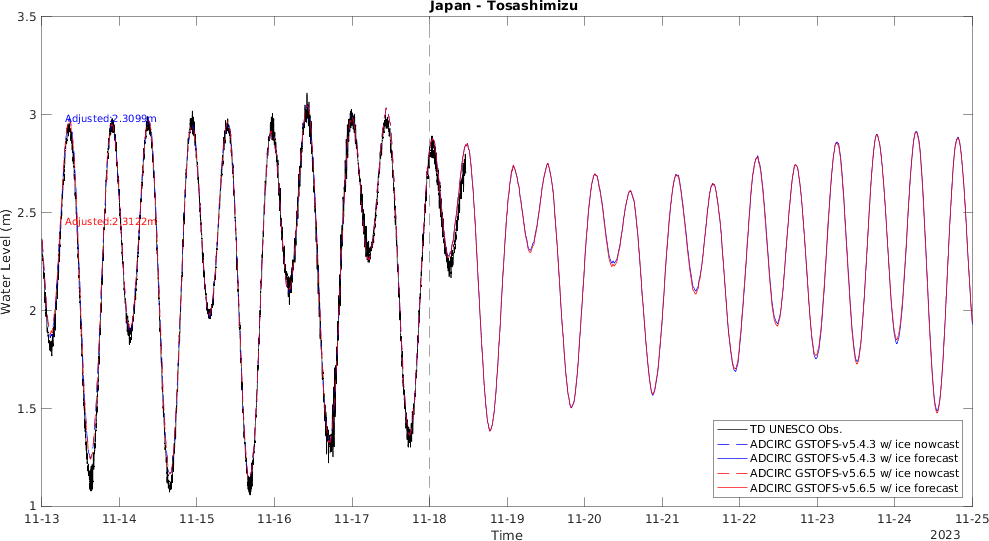 Japan - Tosashimizu
3.5
3
2.5
2
1.5
1
Water Level (m)
Adjusted:2.3099m
Adjusted:2.3122m
TD UNESCO Obs.
ADCIRC GSTOFS-v5.4.3 w/ ice nowcast
ADCIRC GSTOFS-v5.4.3 w/ ice forecast
ADCIRC GSTOFS-v5.6.5 w/ ice nowcast
ADCIRC GSTOFS-v5.6.5 w/ ice forecast
11-13 11-14 11-15 11-16 11-17 11-18 11-19 11-20 11-21 11-22 11-23 11-24 11-25
Time
2023